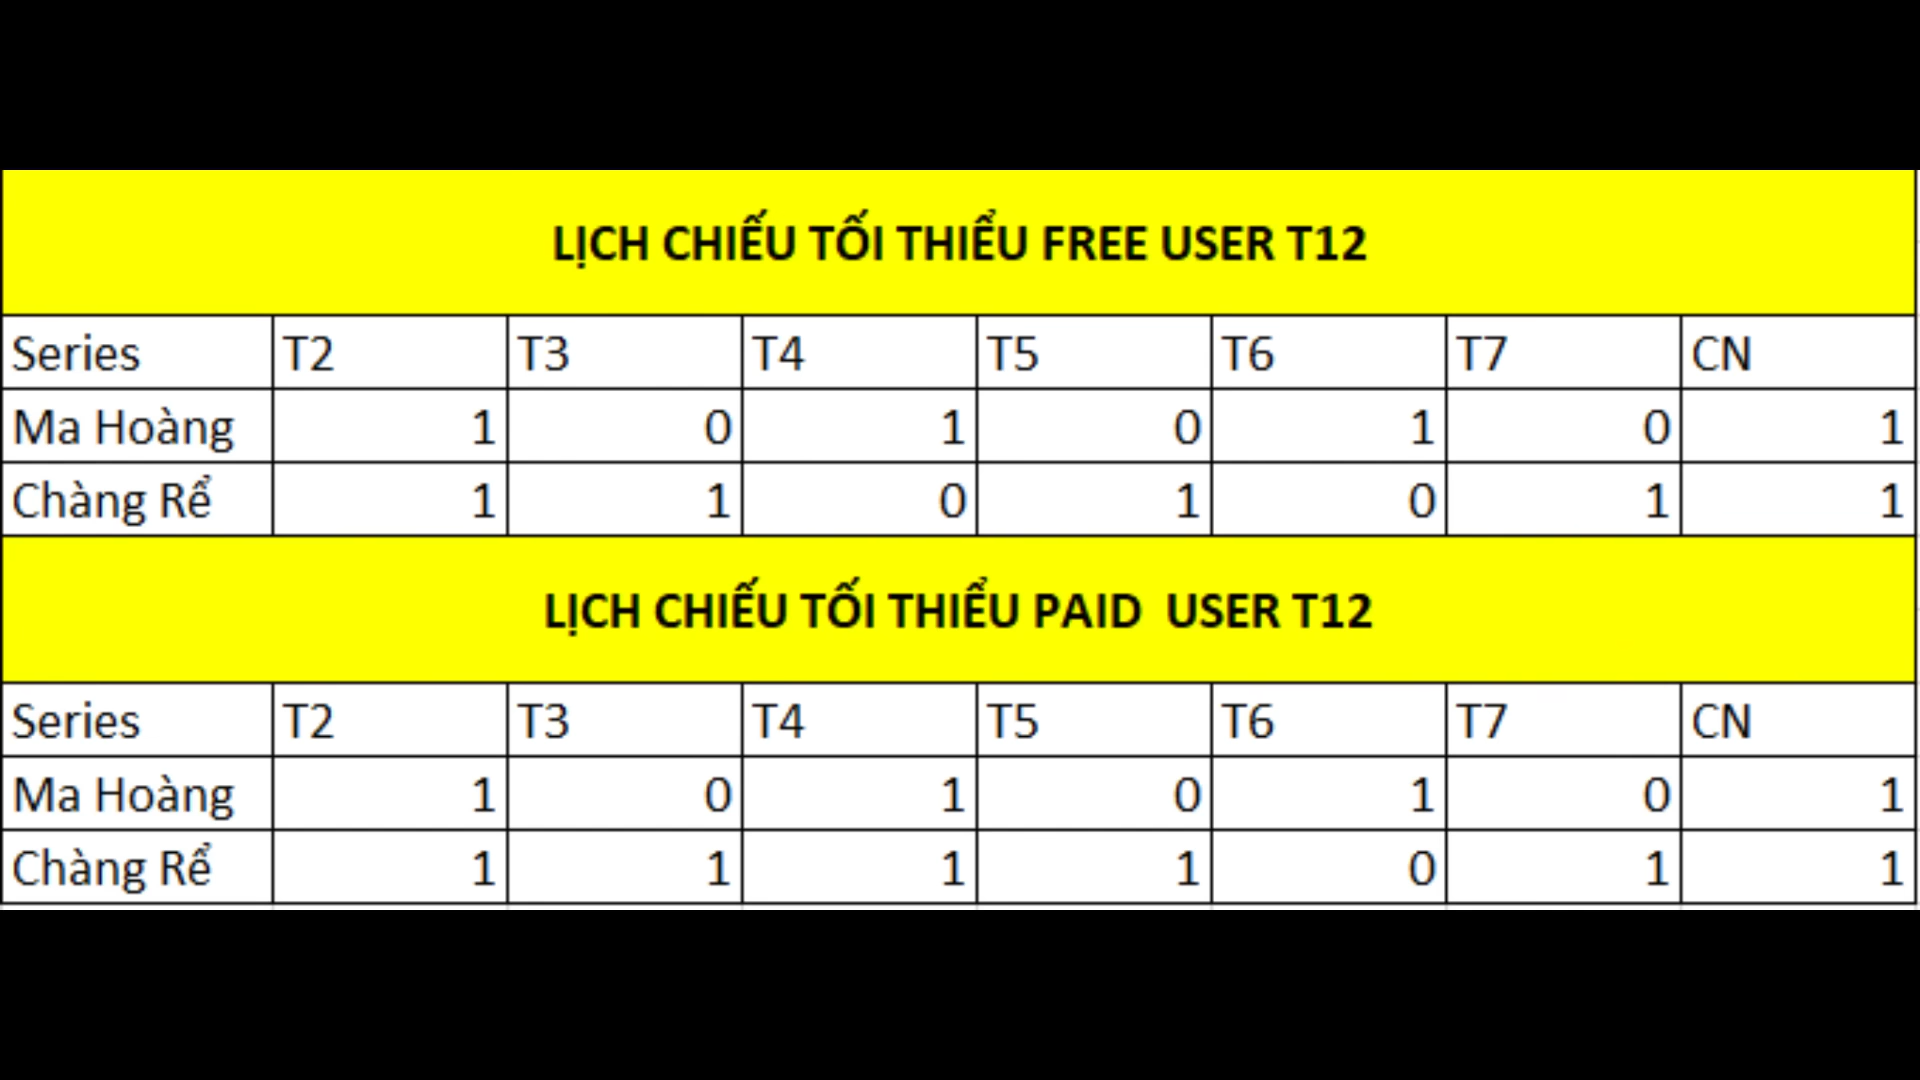 LỊCH CHIẾU TỐI THIỂU FREE USER T12
Series T2 T3 T4 T5 T6 T7 CN
Ma Hoàng 1 0 1 0 1 0 1
Chàng Rể 1 1 0 1 0 1 1
LỊCH CHIẾU TỐI THIỂU PAID  USER T12
Series T2 T3 T4 T5 T6 T7 CN
Ma Hoàng 1 0 1 0 1 0 1
Chàng Rể 1 1 1 1 0 1 1